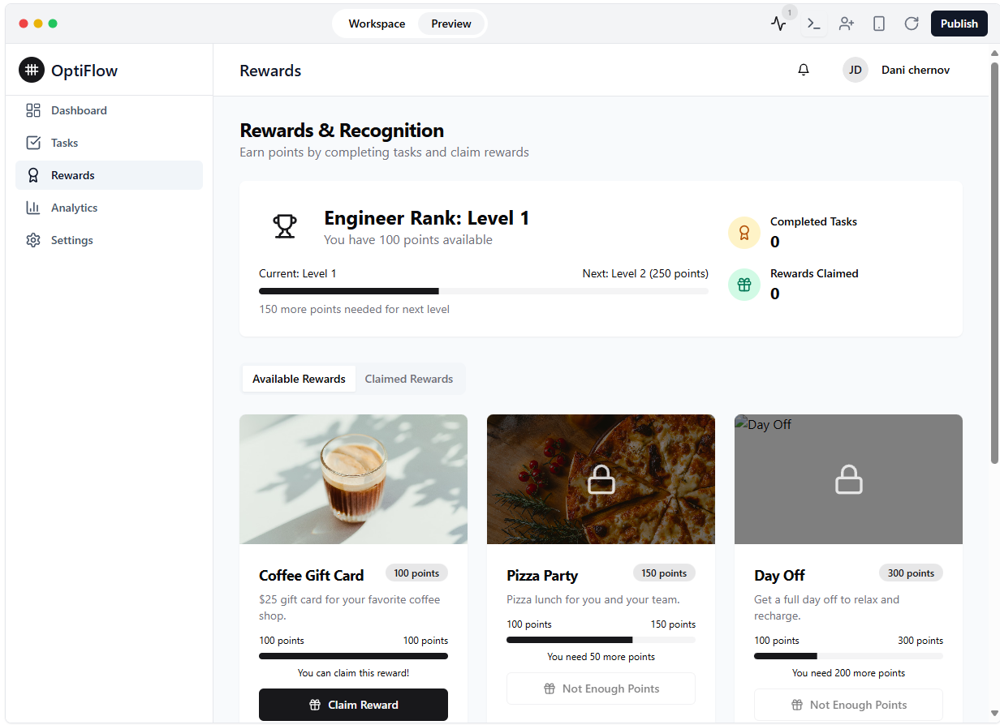 Workspace
Preview
1
Publish
OptiFlow
Rewards
JD
Dani chernov
Dashboard
Tasks
Rewards
Analytics
Settings
Rewards & Recognition
Earn points by completing tasks and claim rewards
Engineer Rank: Level 1
You have 100 points available
Current: Level 1
Next: Level 2 (250 points)
150 more points needed for next level
Completed Tasks
0
Rewards Claimed
0
Available Rewards
Claimed Rewards
Coffee Gift Card
100 points
$25 gift card for your favorite coffee
shop.
100 points
100 points
You can claim this reward!
Claim Reward
Pizza Party
150 points
Pizza lunch for you and your team.
100 points
150 points
You need 50 more points
Not Enough Points
Day Off
Day Off
300 points
Get a full day off to relax and
recharge.
100 points
300 points
You need 200 more points
Not Enough Points